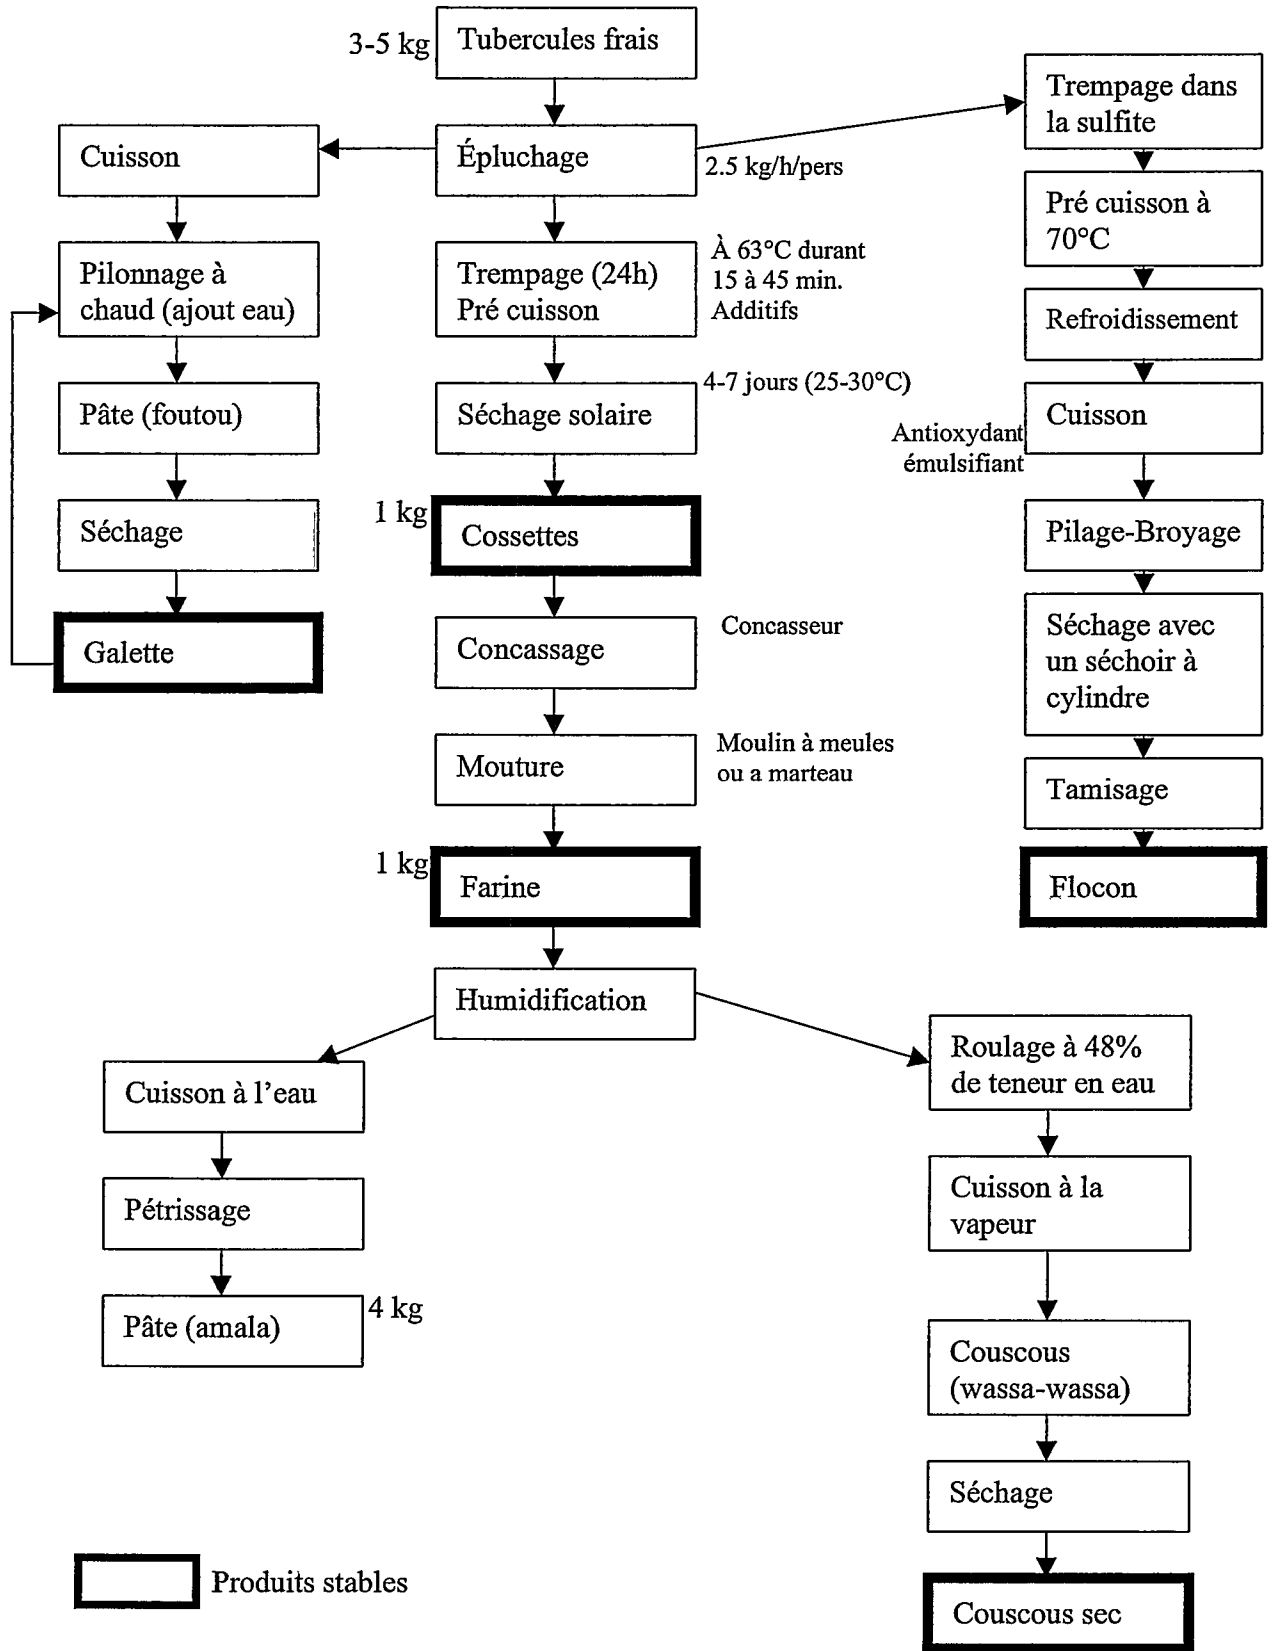 3-5 kg
Tubercules frais
Trempage dans
la sulfite
Cuisson
Épluchage
2.5 kg/h/pers
Pré cuisson à
70°C
Pilonnage à
chaud (ajout eau)
Trempage (24h)
Pré cuisson
À 63°C durant
15 à 45 min.
Additifs
Refroidissement
Pâte (foutou)
Séchage solaire
4-7 jours (25-30°C)
Cuisson
Antioxydant
émulsifiant
Séchage
1 kg
Cossettes
Pilage-Broyage
Galette
Concassage
Concasseur
Séchage avec
un séchoir à
cylindre
Mouture
Moulin à meules
ou a marteau
Tamisage
1 kg
Farine
Flocon
Humidification
Cuisson à l'eau
Roulage à 48%
de teneur en eau
Pétrissage
Cuisson à la
vapeur
Pâte (amala)
4 kg
Couscous
(wassa-wassa)
Séchage
Produits stables
Couscous sec